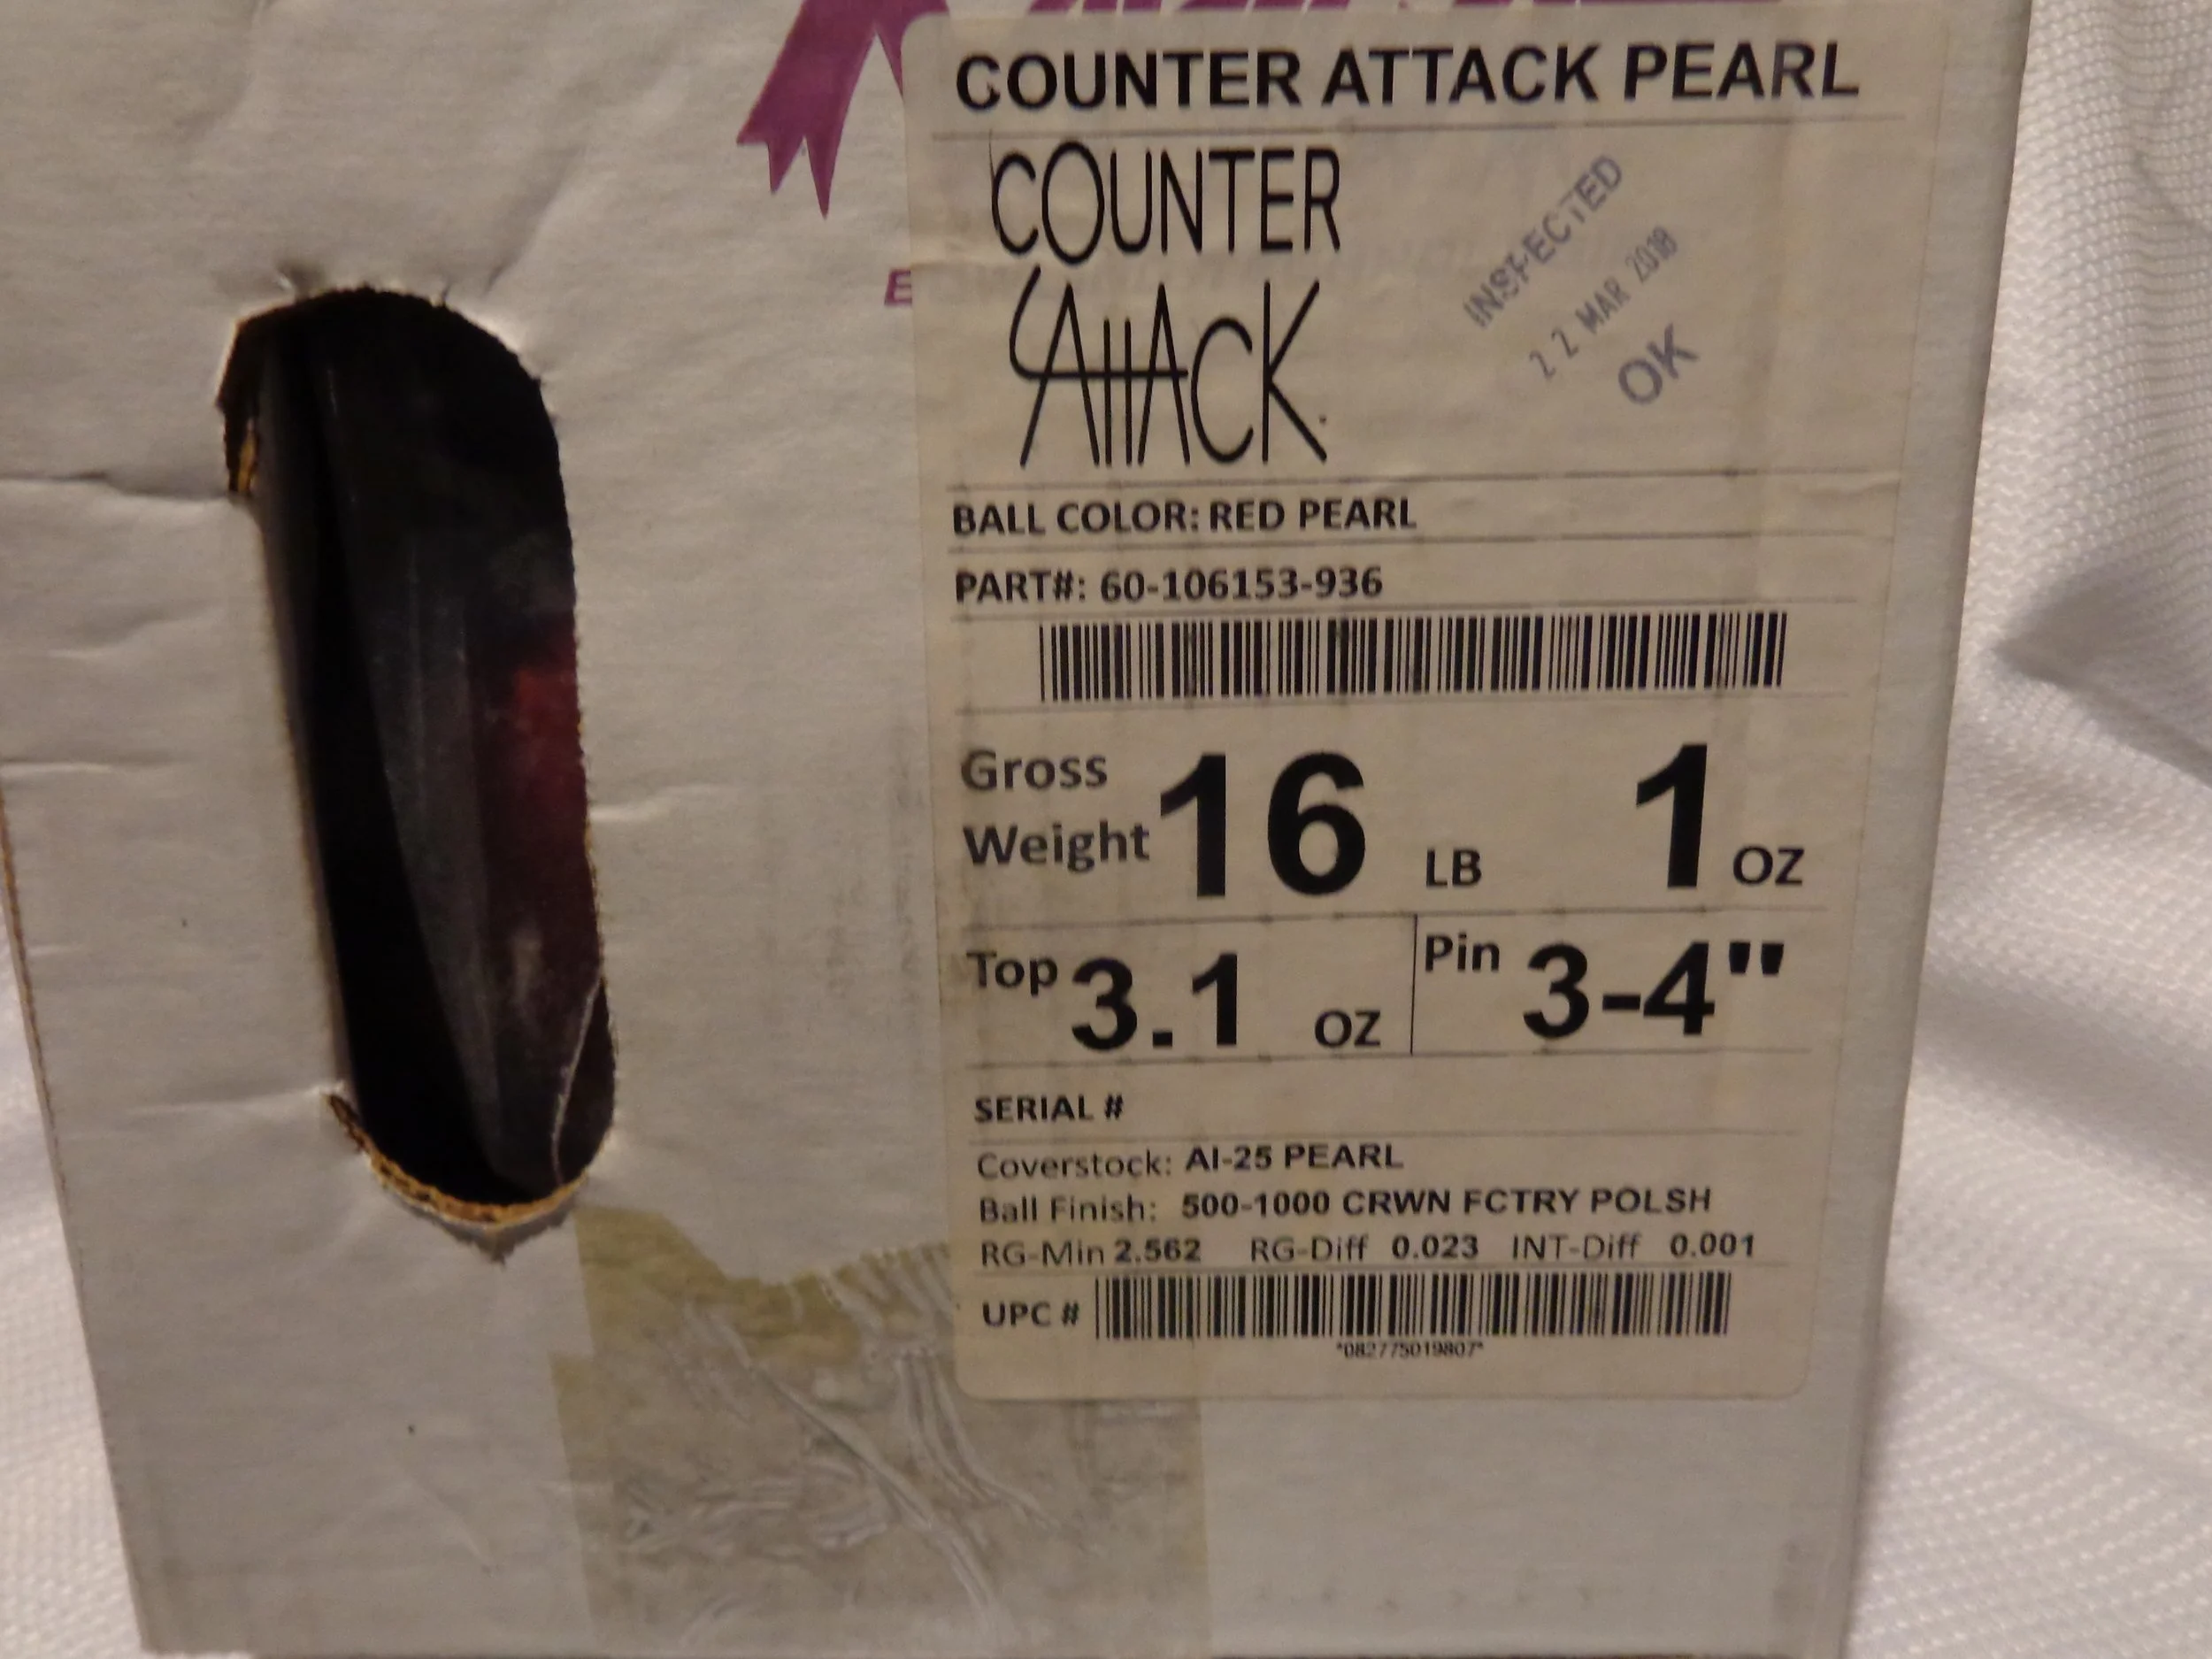 COUNTER ATTACK PEARL
COUNTER
ATTACK.
INSPECTED
22 MAR 2018
OK
BALL COLOR: RED PEARL
PART#: 60-106153-936
Gross Weight 16 LB 1 OZ
Top 3.1 OZ Pin 3-4"
SERIAL #
Coverstock: AI-25 PEARL
Ball Finish: 500-1000 CRWN FCTRY POLSH
RG-Min 2.562 RG-Diff 0.023 INT-Diff 0.001
UPC #
*082775019807*